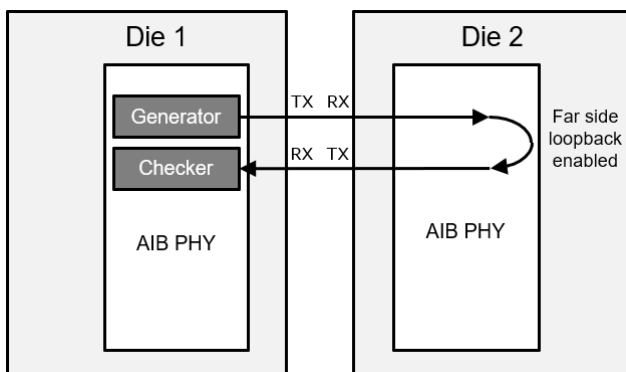 Die 1
Die 2
Generator
TX RX
Far side
loopback
enabled
Checker
RX TX
AIB PHY
AIB PHY